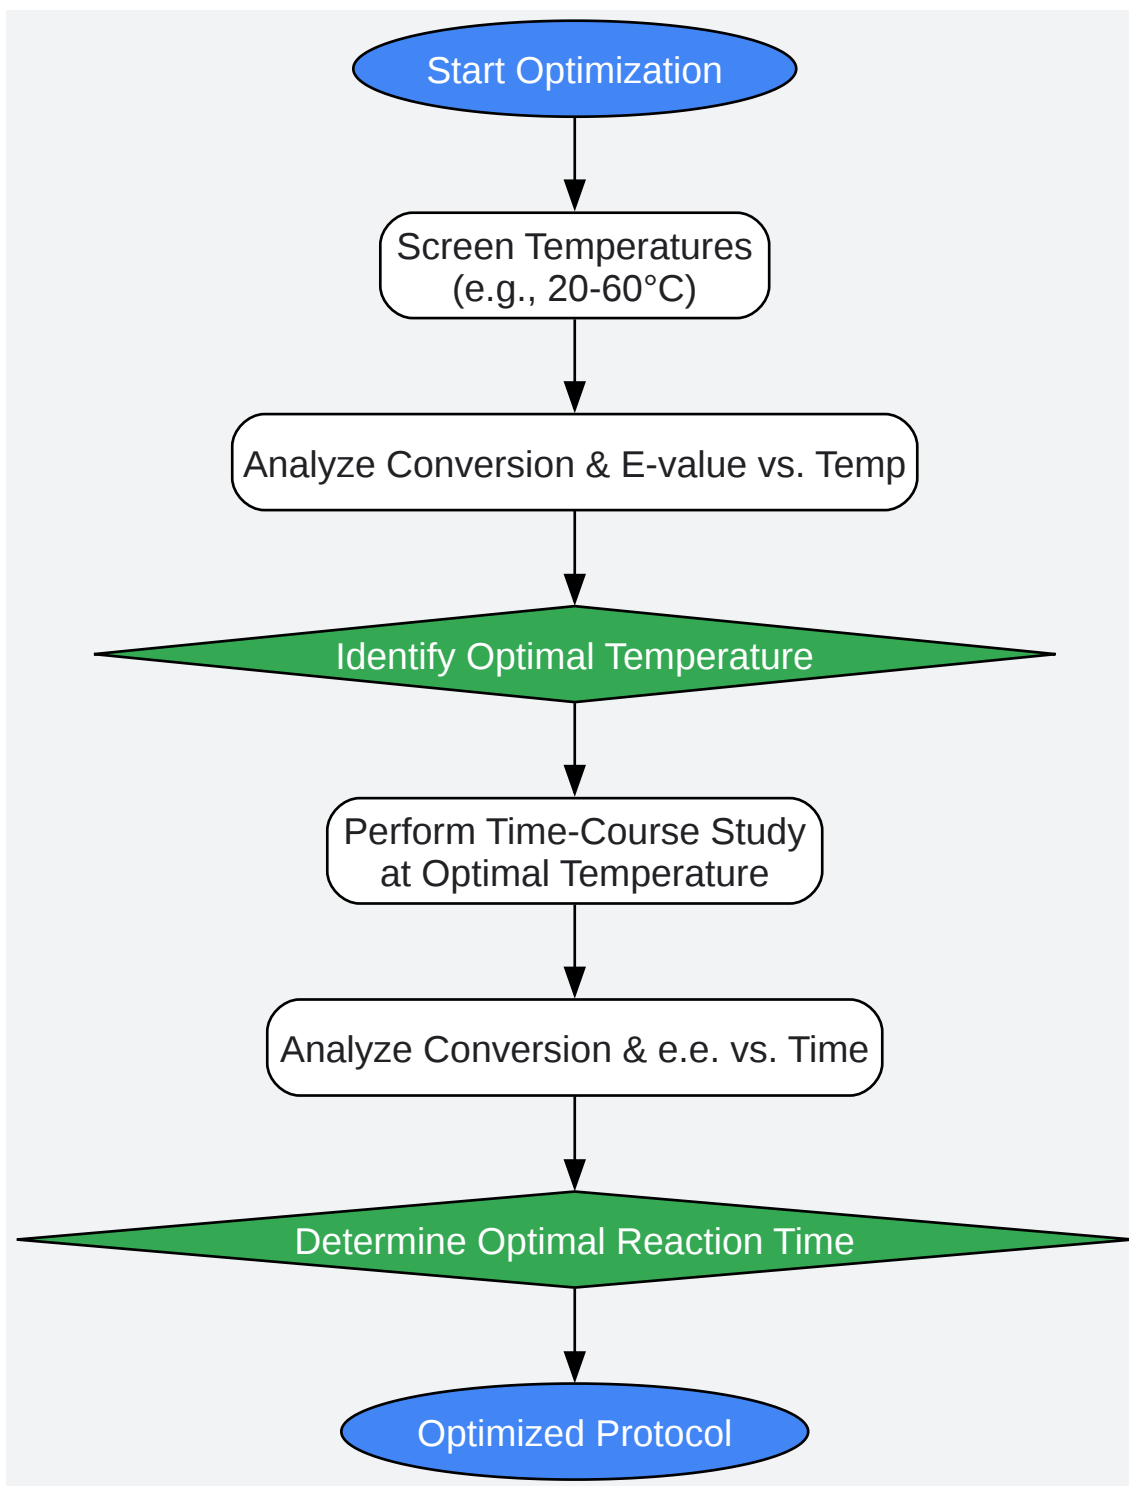 Start Optimization
Screen Temperatures
(e.g., 20-60°C)
Analyze Conversion & E-value vs. Temp
Identify Optimal Temperature
Perform Time-Course Study
at Optimal Temperature
Analyze Conversion & e.e. vs. Time
Determine Optimal Reaction Time
Optimized Protocol